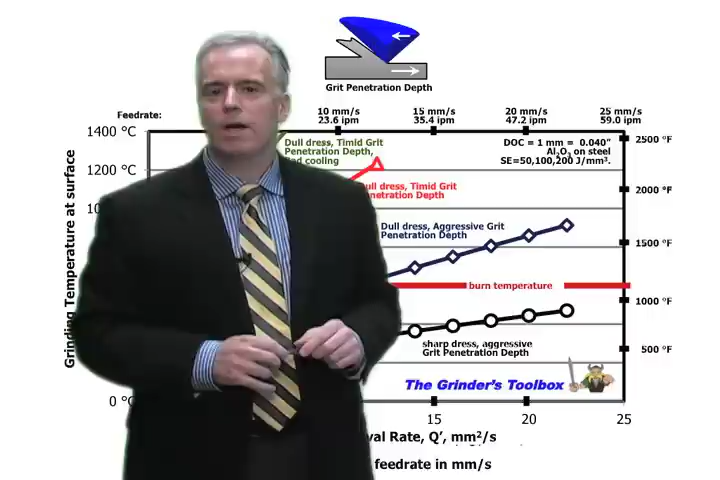 Grit Penetration Depth
Feedrate:
10 mm/s
23.6 ipm
15 mm/s
35.4 ipm
20 mm/s
47.2 ipm
25 mm/s
59.0 ipm
1400 °C
1200 °C
10
0 °C
Grinding Temperature at surface
Dull dress, Timid Grit
Penetration Depth,
cooling
dress, Timid Grit
Depth
Dull dress, Aggressive Grit
Penetration Depth
DOC = 1 mm = 0.040"
Al2O3 on steel
SE=50,100,200 J/mm³.
2500 °F
2000 °F
1500 °F
1000 °F
500 °F
burn temperature
sharp dress, aggressive
Grit Penetration Depth
The Grinder's Toolbox
15
20
25
Rate, Q', mm²/s
feedrate in mm/s